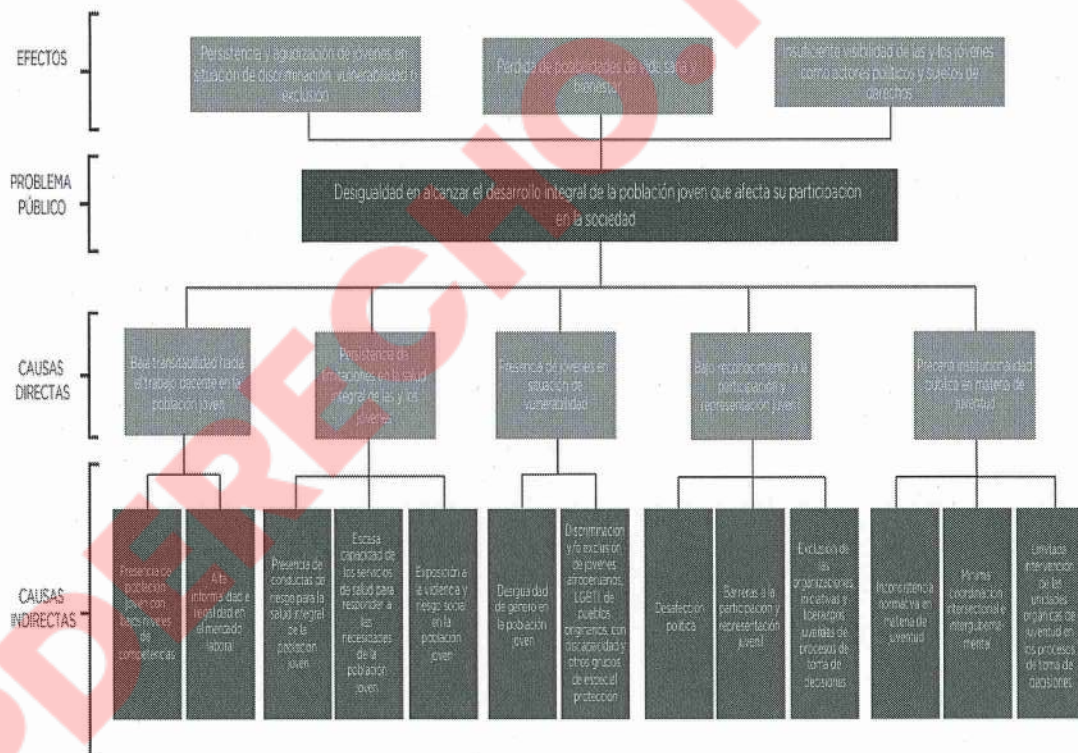 EFECTOS
Persistencia y agudización de jóvenes en
situación de discriminación, vulnerabilidad o
exclusión
Pérdida de posibilidades de vida sana y
bienestar
Insuficiente visibilidad de las y los jóvenes
como actores políticos y sujetos de
derechos
PROBLEMA
PÚBLICO
Desigualdad en alcanzar el desarrollo integral de la población joven que afecta su participación
en la sociedad
CAUSAS
DIRECTAS
Baja transitabilidad hacia
el trabajo decente en la
población joven
Persistencia de
limitaciones en la salud
integral de las y los
jóvenes
Presencia de jóvenes en
situación de
vulnerabilidad
Bajo reconocimiento a la
participación y
representación juvenil
Precaria institucionalidad
pública en materia de
juventud
CAUSAS
INDIRECTAS
Presencia de
población
joven con
bajos niveles
de
competencias
Alta
informalidad e
ilegalidad en
el mercado
laboral
Presencia de
conductas de
riesgo para la
salud integral
de la
población
joven
Escasa
capacidad de
los servicios
de salud para
responder a
las
necesidades
de la
población
joven
Exposición a
la violencia y
riesgo social
en la
población
joven
Desigualdad
de género en
la población
joven
Discriminación
y/o exclusión
de jóvenes
afroperuanos,
LGBTI, de
pueblos
originarios, con
discapacidad y
otros grupos
de especial
protección
Desafección
política
Barreras a la
participación y
representación
juvenil
Exclusión de
las
organizaciones,
iniciativas y
liderazgos
juveniles de
procesos de
toma de
decisiones
Inconsistencia
normativa en
materia de
juventud
Mínima
coordinación
intersectorial e
interguberna-
mental
Limitada
intervención
de las
unidades
orgánicas de
juventud en
los procesos
de toma de
decisiones
PDERECHO.